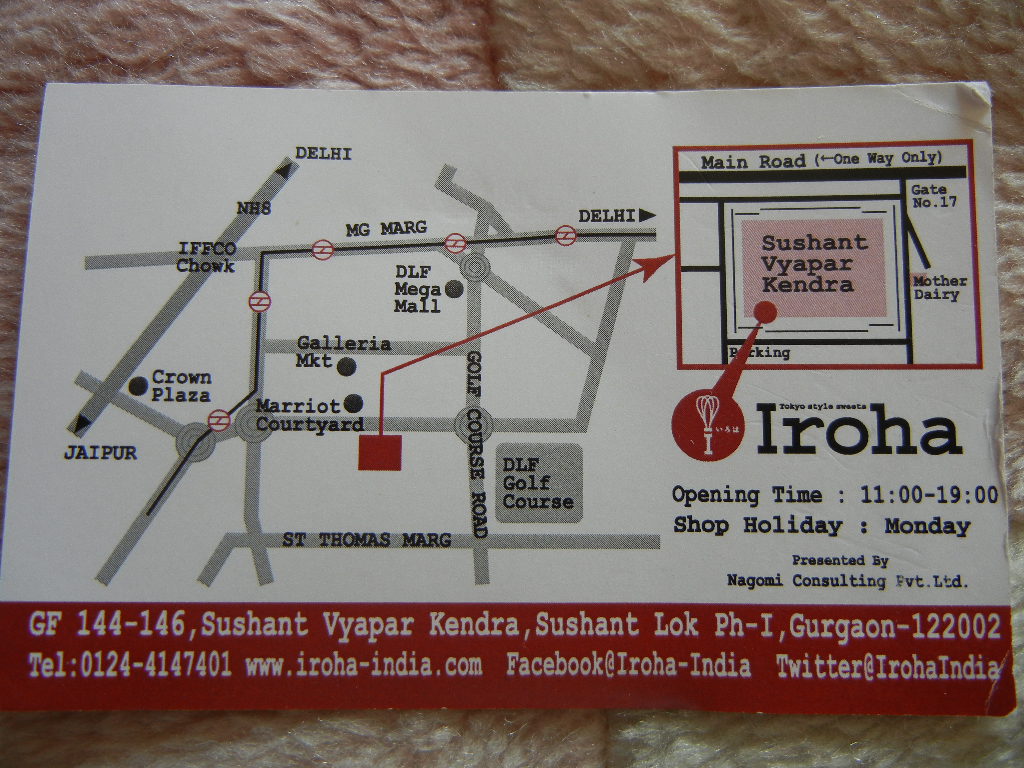 DELHI
NH8
IFFCO
Chowk
MG MARG
DELHI
DLF
Mega
Mall
Galleria
Mkt
Crown
Plaza
Marriot
Courtyard
JAIPUR
GOLF COURSE ROAD
DLF
Golf
Course
ST THOMAS MARG
Main Road (←One Way Only)
Gate
No.17
Sushant
Vyapar
Kendra
Mother
Dairy
Parking
いろは
Tokyo style sweets
Iroha
Opening Time : 11:00-19:00
Shop Holiday : Monday
Presented By
Nagomi Consulting Pvt.Ltd.
GF 144-146,Sushant Vyapar Kendra,Sushant Lok Ph-I,Gurgaon-122002
Tel:0124-4147401 www.iroha-india.com Facebook@Iroha-India Twitter@IrohaIndia